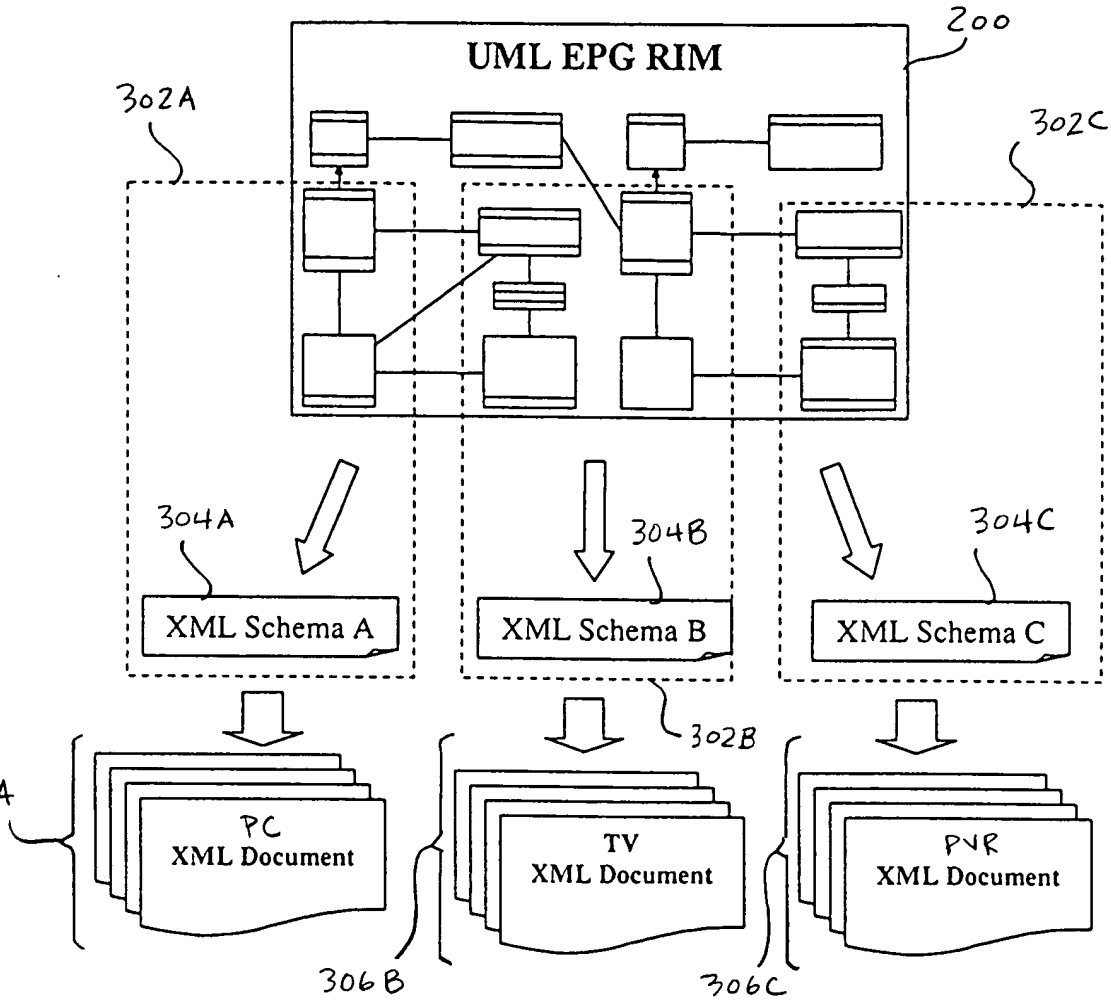 200
UML EPG RIM
302A
302C
304A
304B
304C
XML Schema A
XML Schema B
XML Schema C
302B
PC
XML Document
TV
XML Document
PVR
XML Document
306B
306C